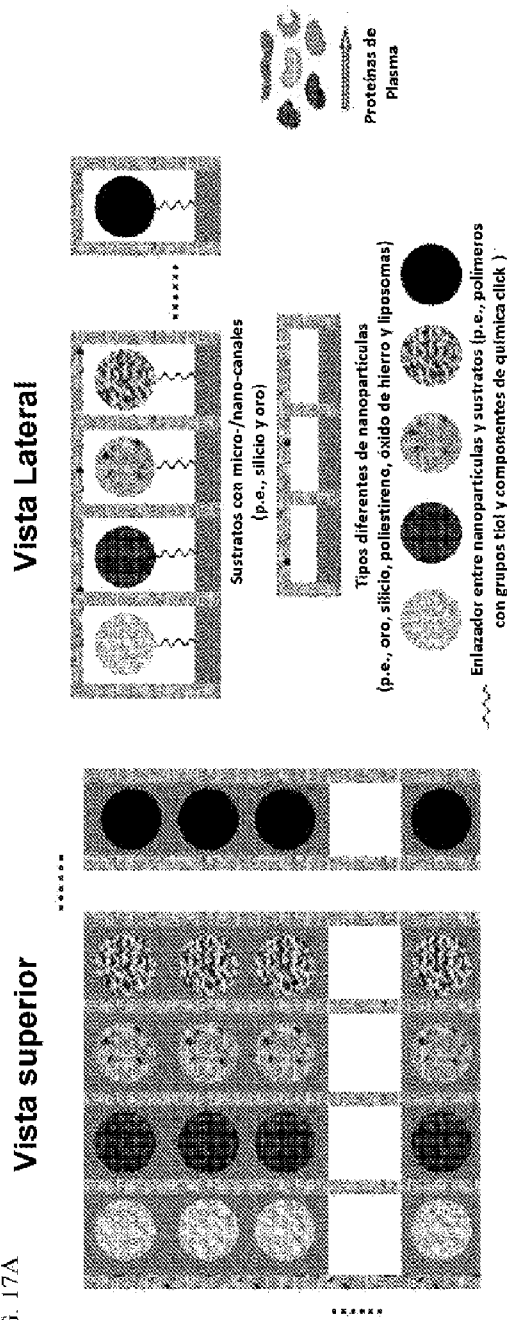 G. 17A
Vista superior
Vista Lateral
Sustratos con micro-/nano-canales
(p.e., silicio y oro)
Tipos diferentes de nanopartículas
(p.e., oro, silicio, poliestireno, óxido de hierro y liposomas)
Enlazador entre nanopartículas y sustratos (p.e., polímeros
con grupos tiol y componentes de química click )
Proteínas de
Plasma